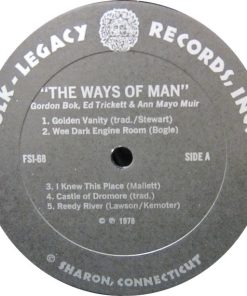 LK - LEGACY RECORDS, INC
"THE WAYS OF MAN"
Gordon Bok, Ed Trickett & Ann Mayo Muir
1. Golden Vanity (trad./Stewart)
2. Wee Dark Engine Room (Bogle)
FSI-68
SIDE A
3. I Knew This Place (Mallett)
4. Castle of Dromore (trad.)
5. Reedy River (Lawson/Kemoter)
© ℗ 1978
© SHARON, CONNECTICUT